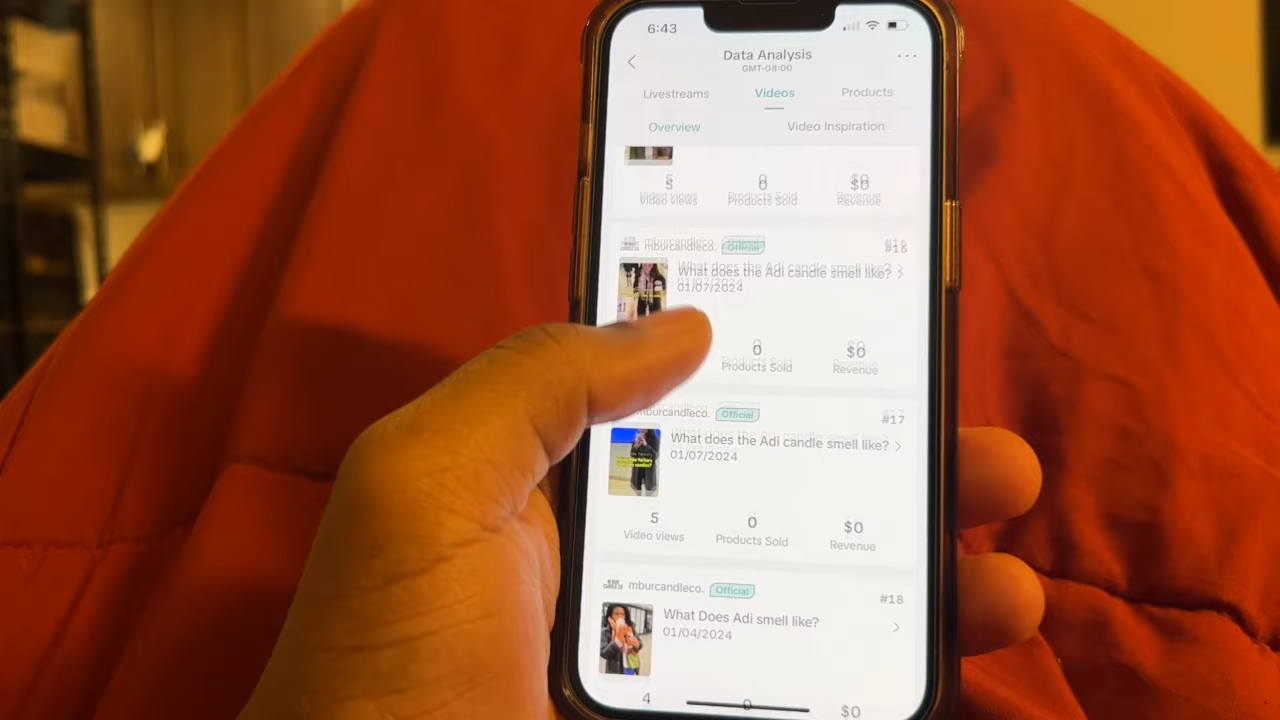 6:43
Data Analysis
GMT-08:00
Livestreams Videos Products
Overview Video Inspiration
5 0 $0
Video views Products Sold Revenue
mburcandleco. Official #16
What does the Adi candle smell like?
01/07/2024
0 $0
Products Sold Revenue
mburcandleco. Official #17
What does the Adi candle smell like?
01/07/2024
5 0 $0
Video views Products Sold Revenue
mburcandleco. Official #18
What Does Adi smell like?
01/04/2024
4 0 $0